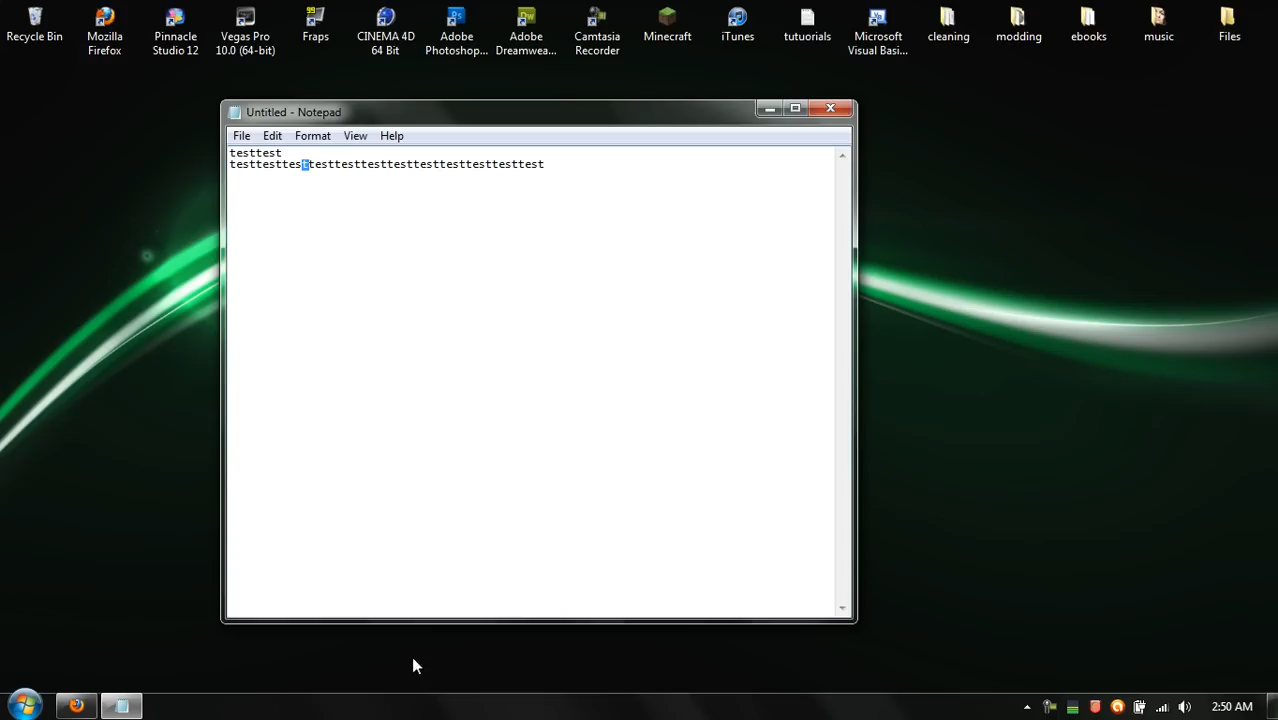 99
Recycle Bin
Mozilla
Firefox
Pinnacle
Studio 12
Vegas Pro
10.0 (64-bit)
Fraps
CINEMA 4D
64 Bit
Adobe
Photoshop...
Adobe
Dreamwea...
Camtasia
Recorder
Minecraft
iTunes
tutuorials
Microsoft
Visual Basi...
cleaning
modding
ebooks
music
Files
Untitled - Notepad
File Edit Format View Help
testtest
testtesttesttesttesttesttesttesttesttesttesttest
2:50 AM